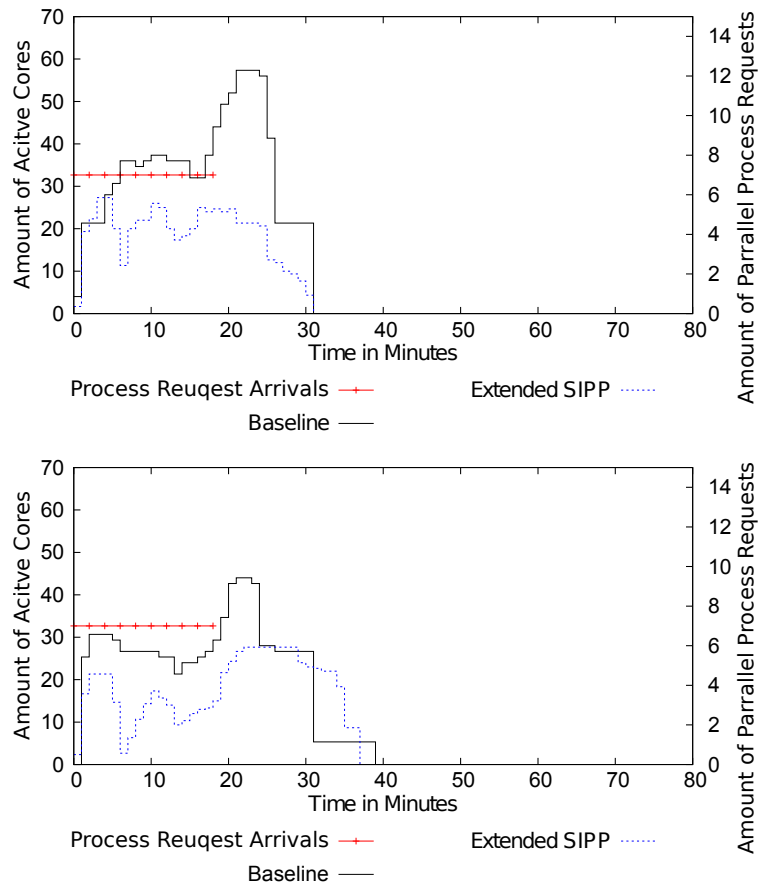 70
60
50
40
30
20
10
0
14
12
10
8
6
4
2
0
0 10 20 30 40 50 60 70 80
Amount of Acitve Cores
Amount of Parrallel Process Requests
Time in Minutes
Process Reuqest Arrivals
Extended SIPP
Baseline
70
60
50
40
30
20
10
0
14
12
10
8
6
4
2
0
0 10 20 30 40 50 60 70 80
Amount of Acitve Cores
Amount of Parrallel Process Requests
Time in Minutes
Process Reuqest Arrivals
Extended SIPP
Baseline